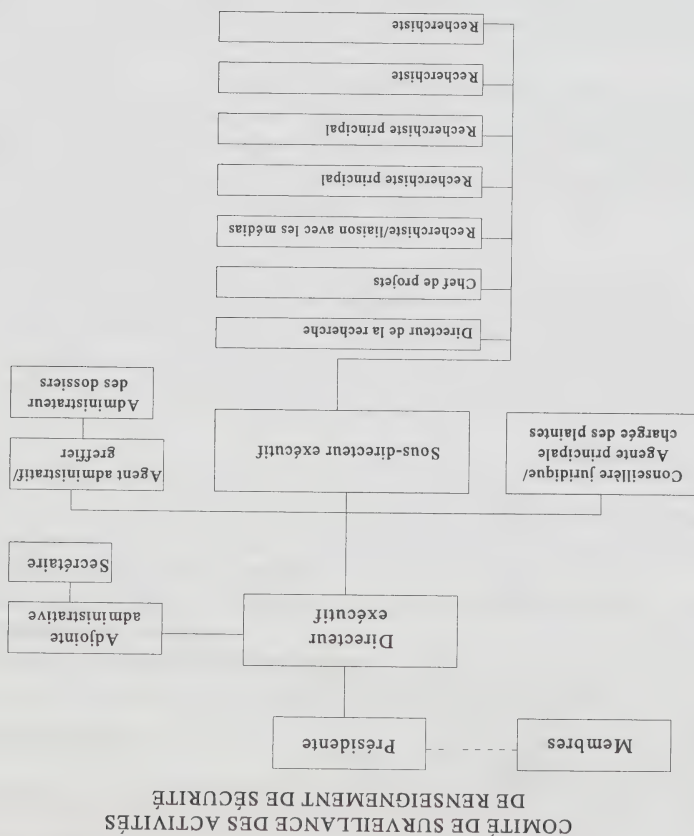 COMITÉ DE SURVEILLANCE DES ACTIVITÉS
DE RENSEIGNEMENT DE SÉCURITÉ
Membres
Présidente
Directeur
exécutif
Adjointe
administrative
Secrétaire
Conseillère juridique/
Agente principale
chargée des plaintes
Sous-directeur exécutif
Agent administratif/
greffier
Administrateur
des dossiers
Directeur de la recherche
Chef de projets
Recherchiste/liaison avec les médias
Recherchiste principal
Recherchiste principal
Recherchiste
Recherchiste